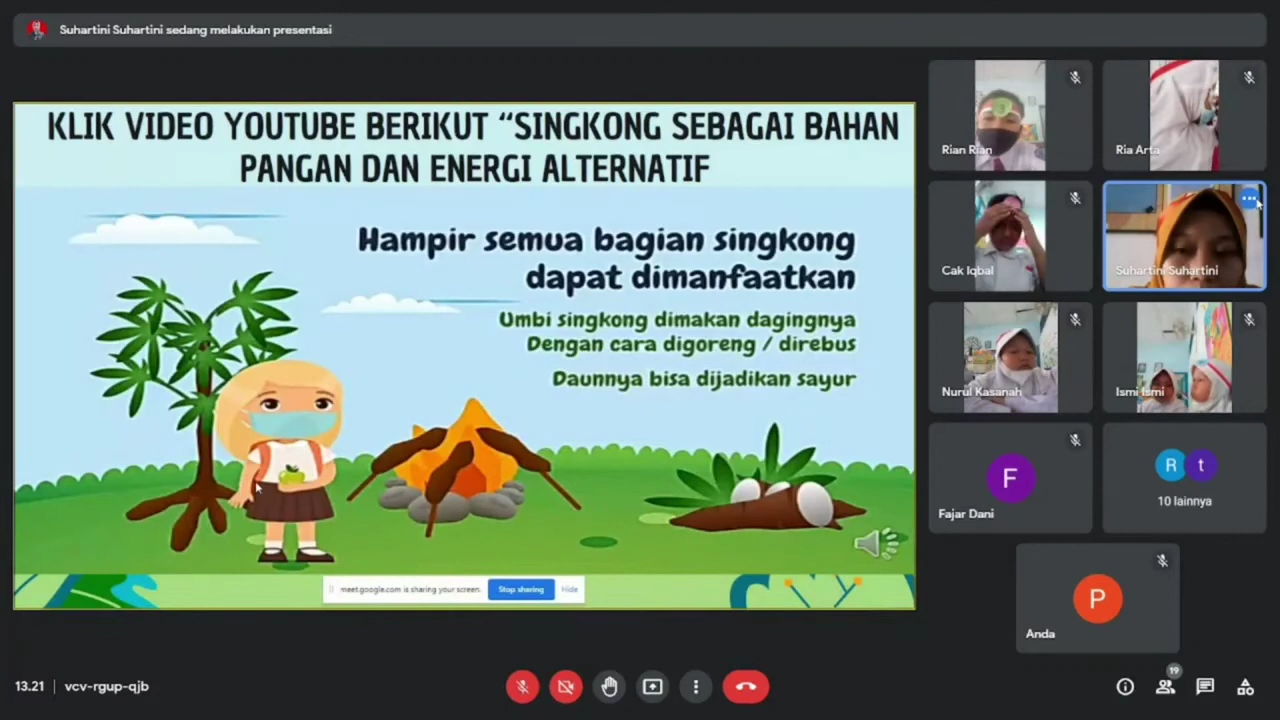 Suhartini Suhartini sedang melakukan presentasi
KLIK VIDEO YOUTUBE BERIKUT “SINGKONG SEBAGAI BAHAN
PANGAN DAN ENERGI ALTERNATIF
Hampir semua bagian singkong
dapat dimanfaatkan
Umbi singkong dimakan dagingnya
Dengan cara digoreng / direbus
Daunnya bisa dijadikan sayur
meet.google.com is sharing your screen.
Stop sharing
Hide
Rian Rian
Ria Arta
Cak Iqbal
Suhartini Suhartini
Nurul Kasanah
Ismi Ismi
F
Fajar Dani
R t
10 lainnya
P
Anda
13.21 | vcv-rgup-qjb
19